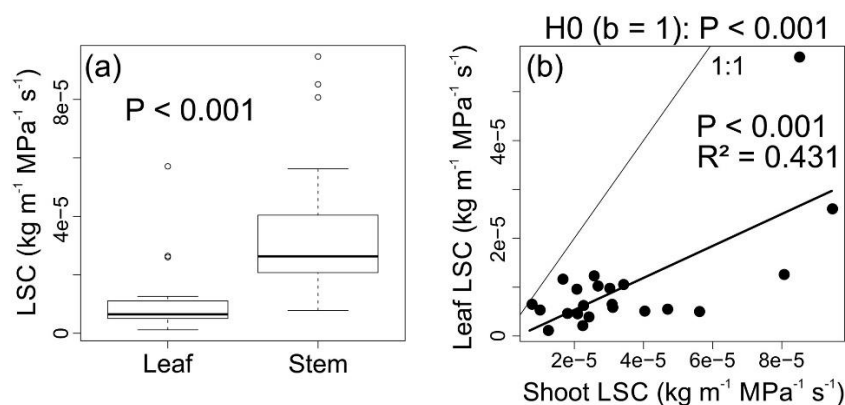 (a)
P < 0.001
LSC (kg m⁻¹ MPa⁻¹ s⁻¹)
0
4e-5
8e-5
Leaf
Stem
H0 (b = 1): P < 0.001
(b)
1:1
P < 0.001
R² = 0.431
Leaf LSC (kg m⁻¹ MPa⁻¹ s⁻¹)
0
2e-5
4e-5
2e-5
4e-5
6e-5
8e-5
Shoot LSC (kg m⁻¹ MPa⁻¹ s⁻¹)